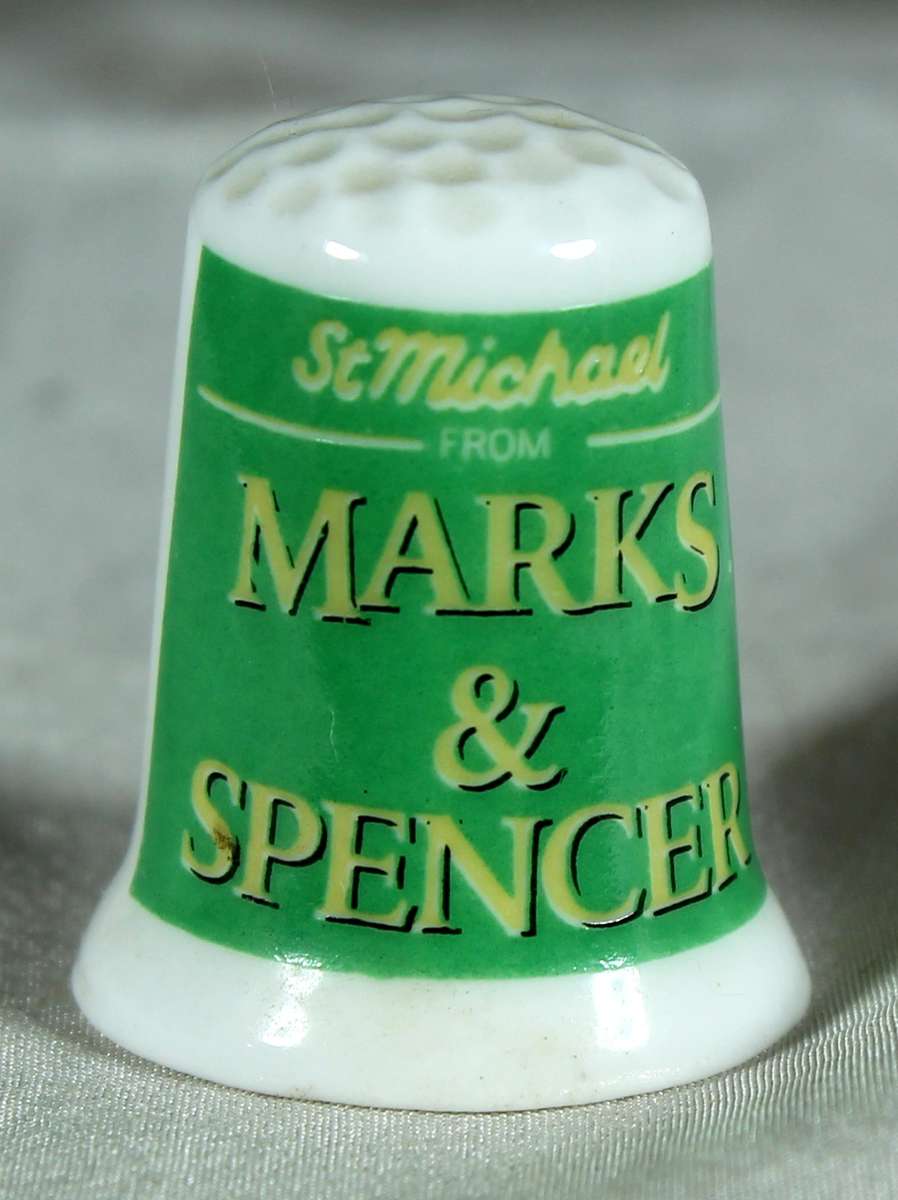 St Michael
FROM
MARKS
&
SPENCER